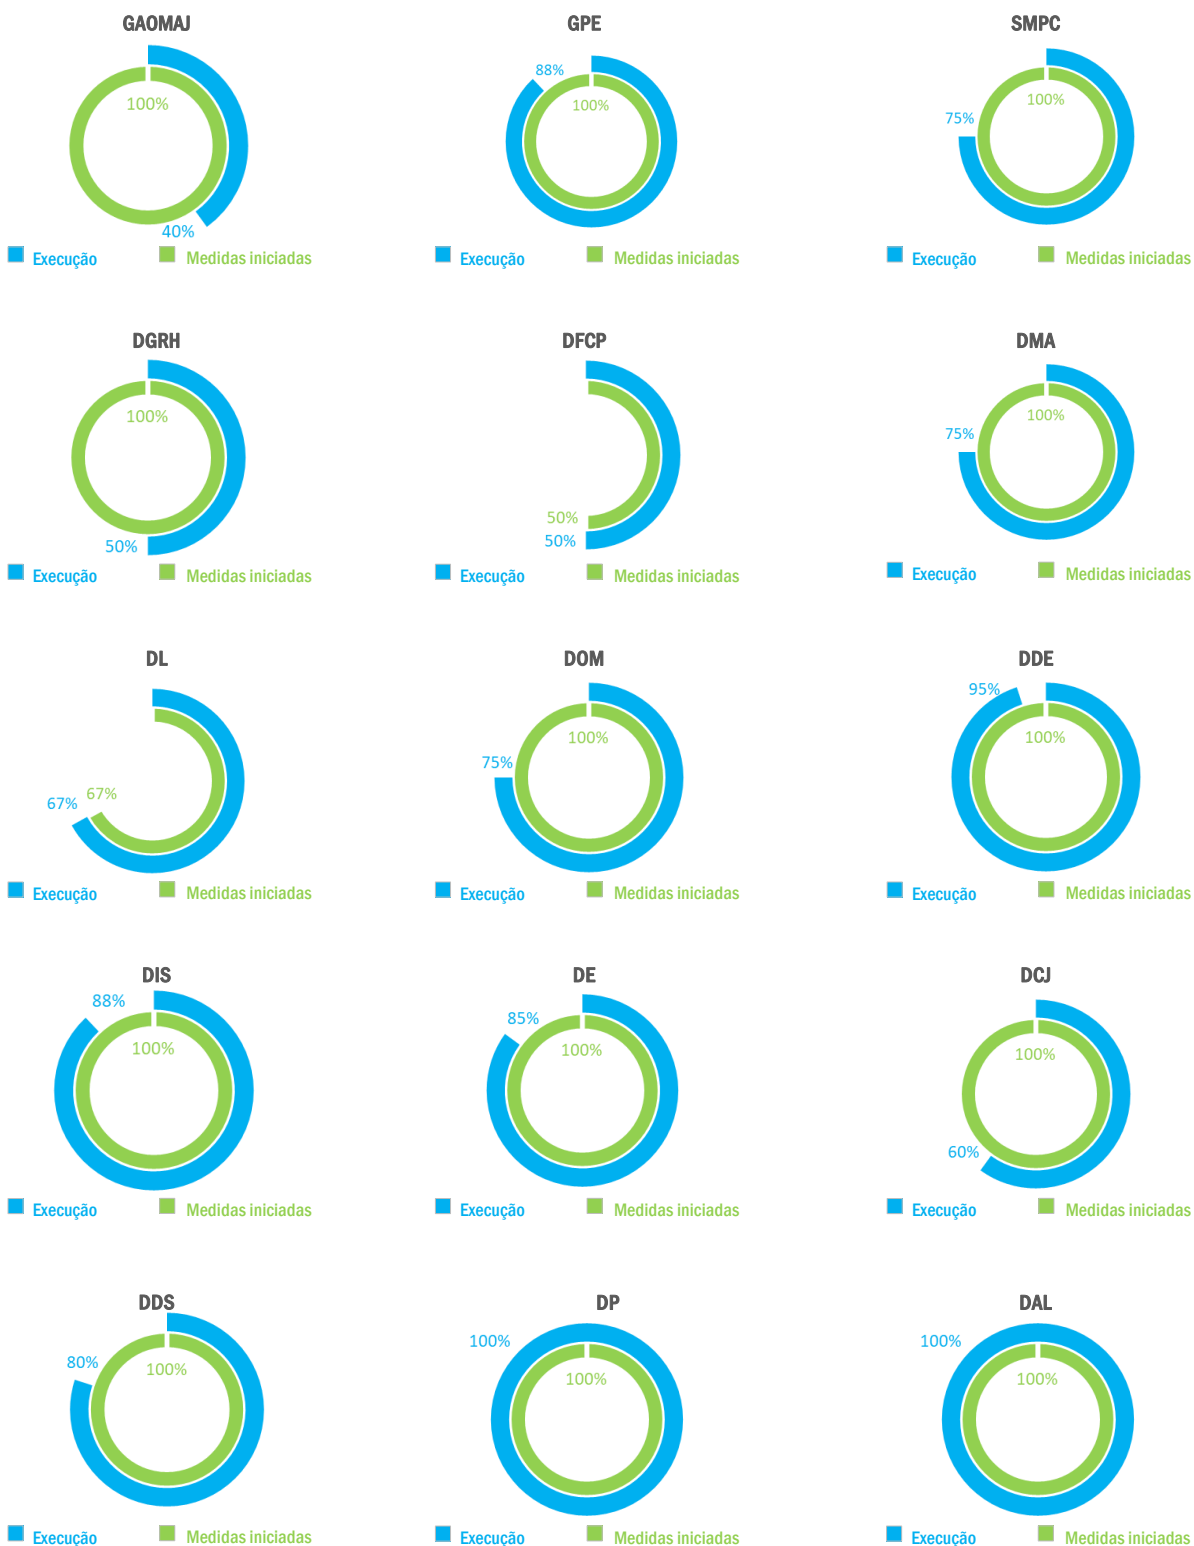 GAOMAJ
100%
40%
Execução
Medidas iniciadas
GPE
88%
100%
Execução
Medidas iniciadas
SMPC
100%
75%
Execução
Medidas iniciadas
DGRH
100%
50%
Execução
Medidas iniciadas
DFCP
50%
50%
Execução
Medidas iniciadas
DMA
100%
75%
Execução
Medidas iniciadas
DL
67%
67%
Execução
Medidas iniciadas
DOM
100%
75%
Execução
Medidas iniciadas
DDE
95%
100%
Execução
Medidas iniciadas
DIS
88%
100%
Execução
Medidas iniciadas
DE
85%
100%
Execução
Medidas iniciadas
DCJ
100%
60%
Execução
Medidas iniciadas
DDS
80%
100%
Execução
Medidas iniciadas
DP
100%
100%
Execução
Medidas iniciadas
DAL
100%
100%
Execução
Medidas iniciadas